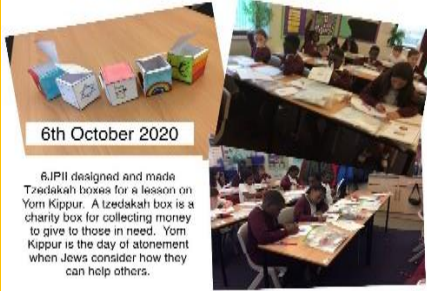 6th October 2020
6JPII designed and made
Tzedakah boxes for a lesson on
Yom Kippur. A tzedakah box is a
charity box for collecting money
to give to those in need. Yom
Kippur is the day of atonement
when Jews consider how they
can help others.